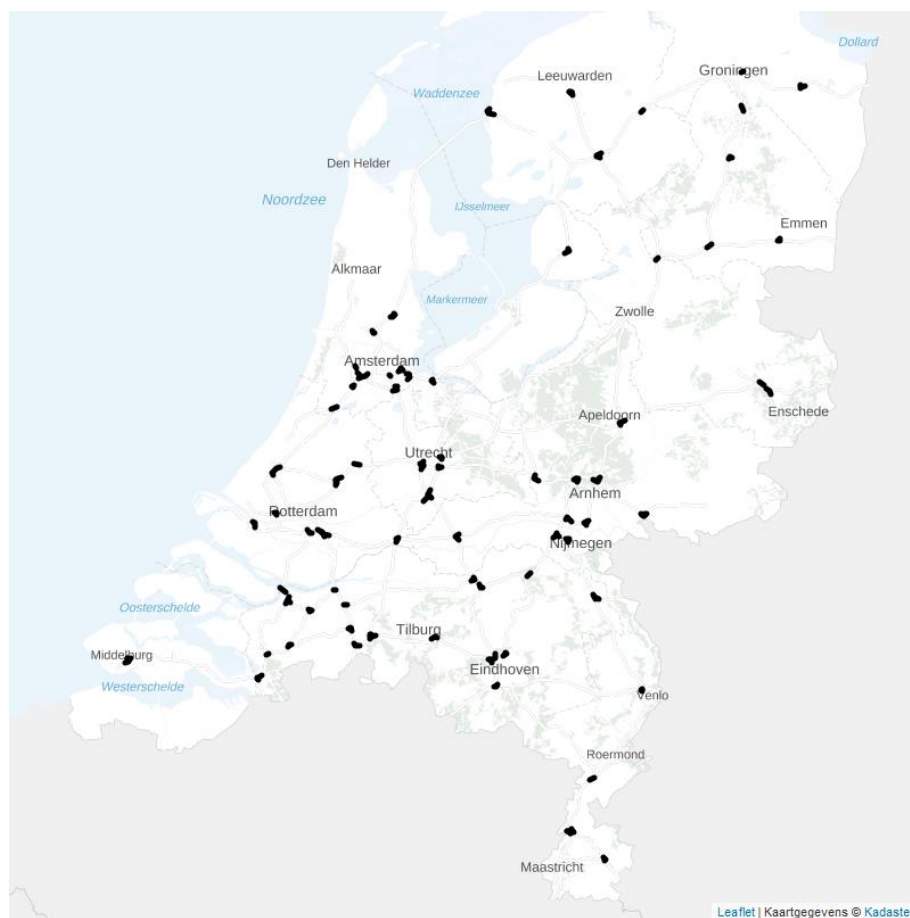 Dollard
Groningen
Leeuwarden
Waddenzee
Den Helder
Noordzee
IJsselmeer
Emmen
Alkmaar
Markermeer
Zwolle
Amsterdam
Apeldoorn
Enschede
Utrecht
Arnhem
Rotterdam
Nijmegen
Oosterschelde
Tilburg
Middelburg
Eindhoven
Westerschelde
Venlo
Roermond
Maastricht
Leaflet | Kaartgegevens © Kadaste